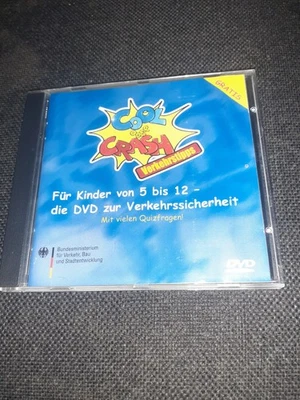 GRATIS
COOL
CRASH
Verkehrstipps
Für Kinder von 5 bis 12 –
die DVD zur Verkehrssicherheit
Mit vielen Quizfragen!
Bundesministerium
für Verkehr, Bau
und Stadtentwicklung
DVD